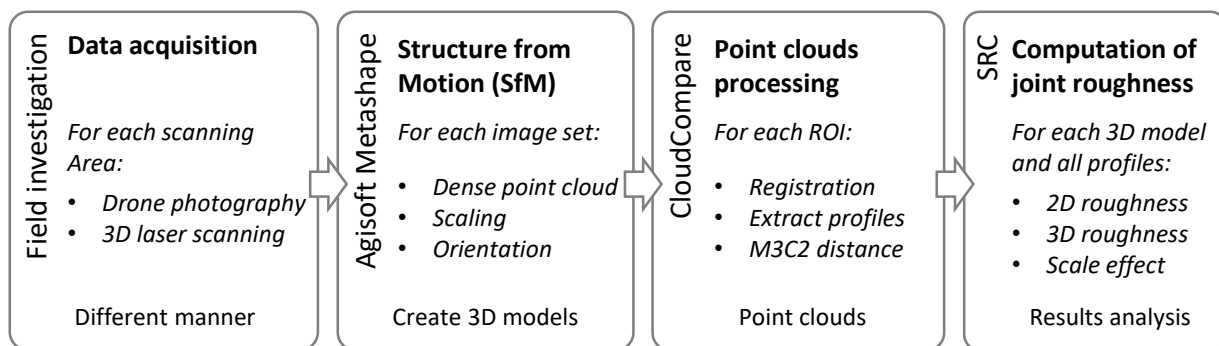 Field investigation
Data acquisition
For each scanning
Area:
• Drone photography
• 3D laser scanning
Different manner
Agisoft Metashape
Structure from
Motion (SfM)
For each image set:
• Dense point cloud
• Scaling
• Orientation
Create 3D models
CloudCompare
Point clouds
processing
For each ROI:
• Registration
• Extract profiles
• M3C2 distance
Point clouds
SRC
Computation of
joint roughness
For each 3D model
and all profiles:
• 2D roughness
• 3D roughness
• Scale effect
Results analysis